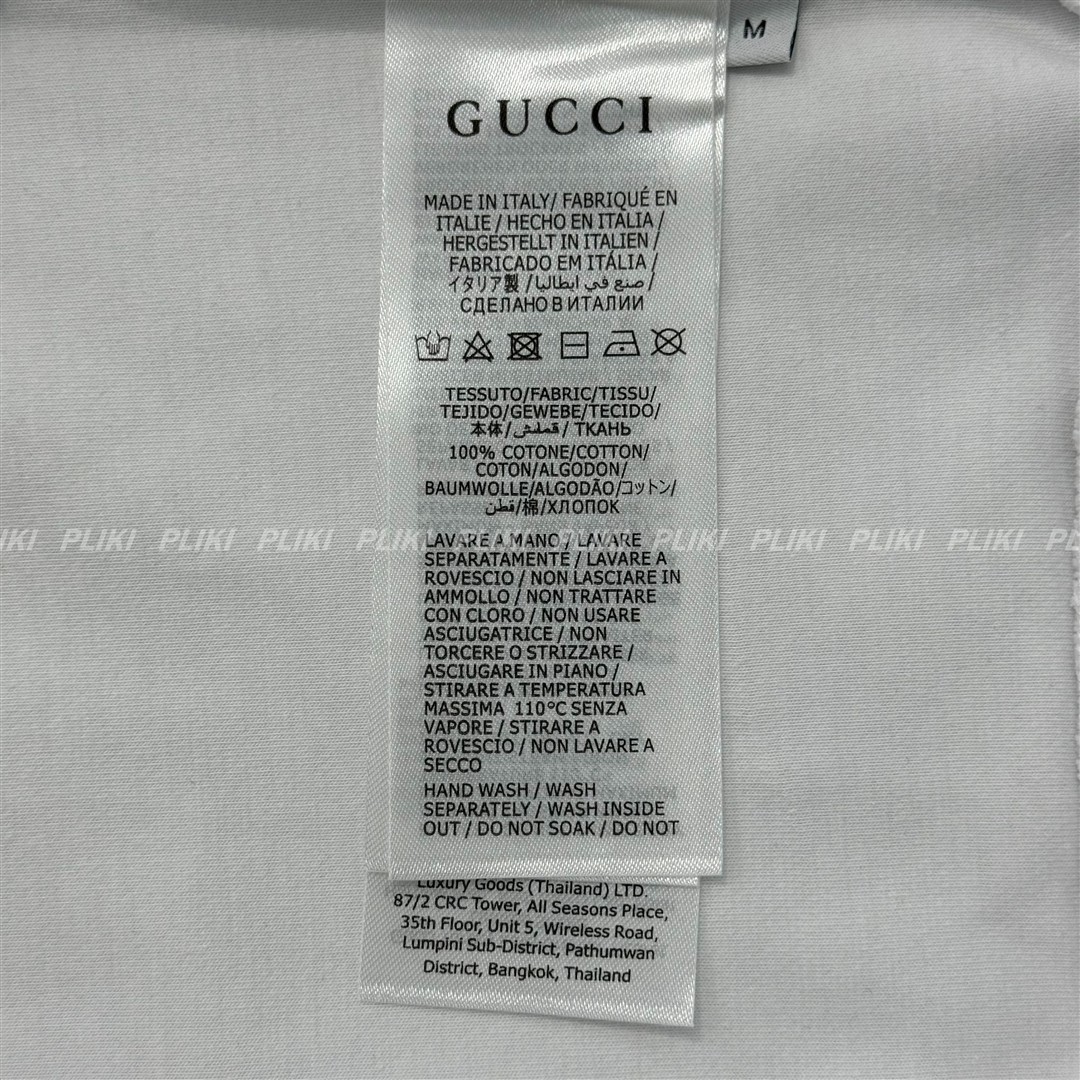 M
GUCCI
MADE IN ITALY/ FABRIQUÉ EN
ITALIE / HECHO EN ITALIA /
HERGESTELLT IN ITALIEN /
FABRICADO EM ITÁLIA /
イタリア製 / صنع في ايطاليا /
СДЕЛАНО В ИТАЛИИ
TESSUTO/FABRIC/TISSU/
TEJIDO/GEWEBE/TECIDO/
本体/قملش/ ТКАНЬ
100% COTONE/COTTON/
COTON/ALGODON/
BAUMWOLLE/ALGODÃO/コットン/
قطن/棉/ХЛОПОК
LAVARE A MANO / LAVARE
SEPARATAMENTE / LAVARE A
ROVESCIO / NON LASCIARE IN
AMMOLLO / NON TRATTARE
CON CLORO / NON USARE
ASCIUGATRICE / NON
TORCERE O STRIZZARE /
ASCIUGARE IN PIANO /
STIRARE A TEMPERATURA
MASSIMA 110°C SENZA
VAPORE / STIRARE A
ROVESCIO / NON LAVARE A
SECCO
HAND WASH / WASH
SEPARATELY / WASH INSIDE
OUT / DO NOT SOAK / DO NOT
Luxury Goods (Thailand) LTD.
87/2 CRC Tower, All Seasons Place,
35th Floor, Unit 5, Wireless Road,
Lumpini Sub-District, Pathumwan
District, Bangkok, Thailand
PLIKI PLIKI PLIKI PLIKI PLIKI PLIKI PLIKI